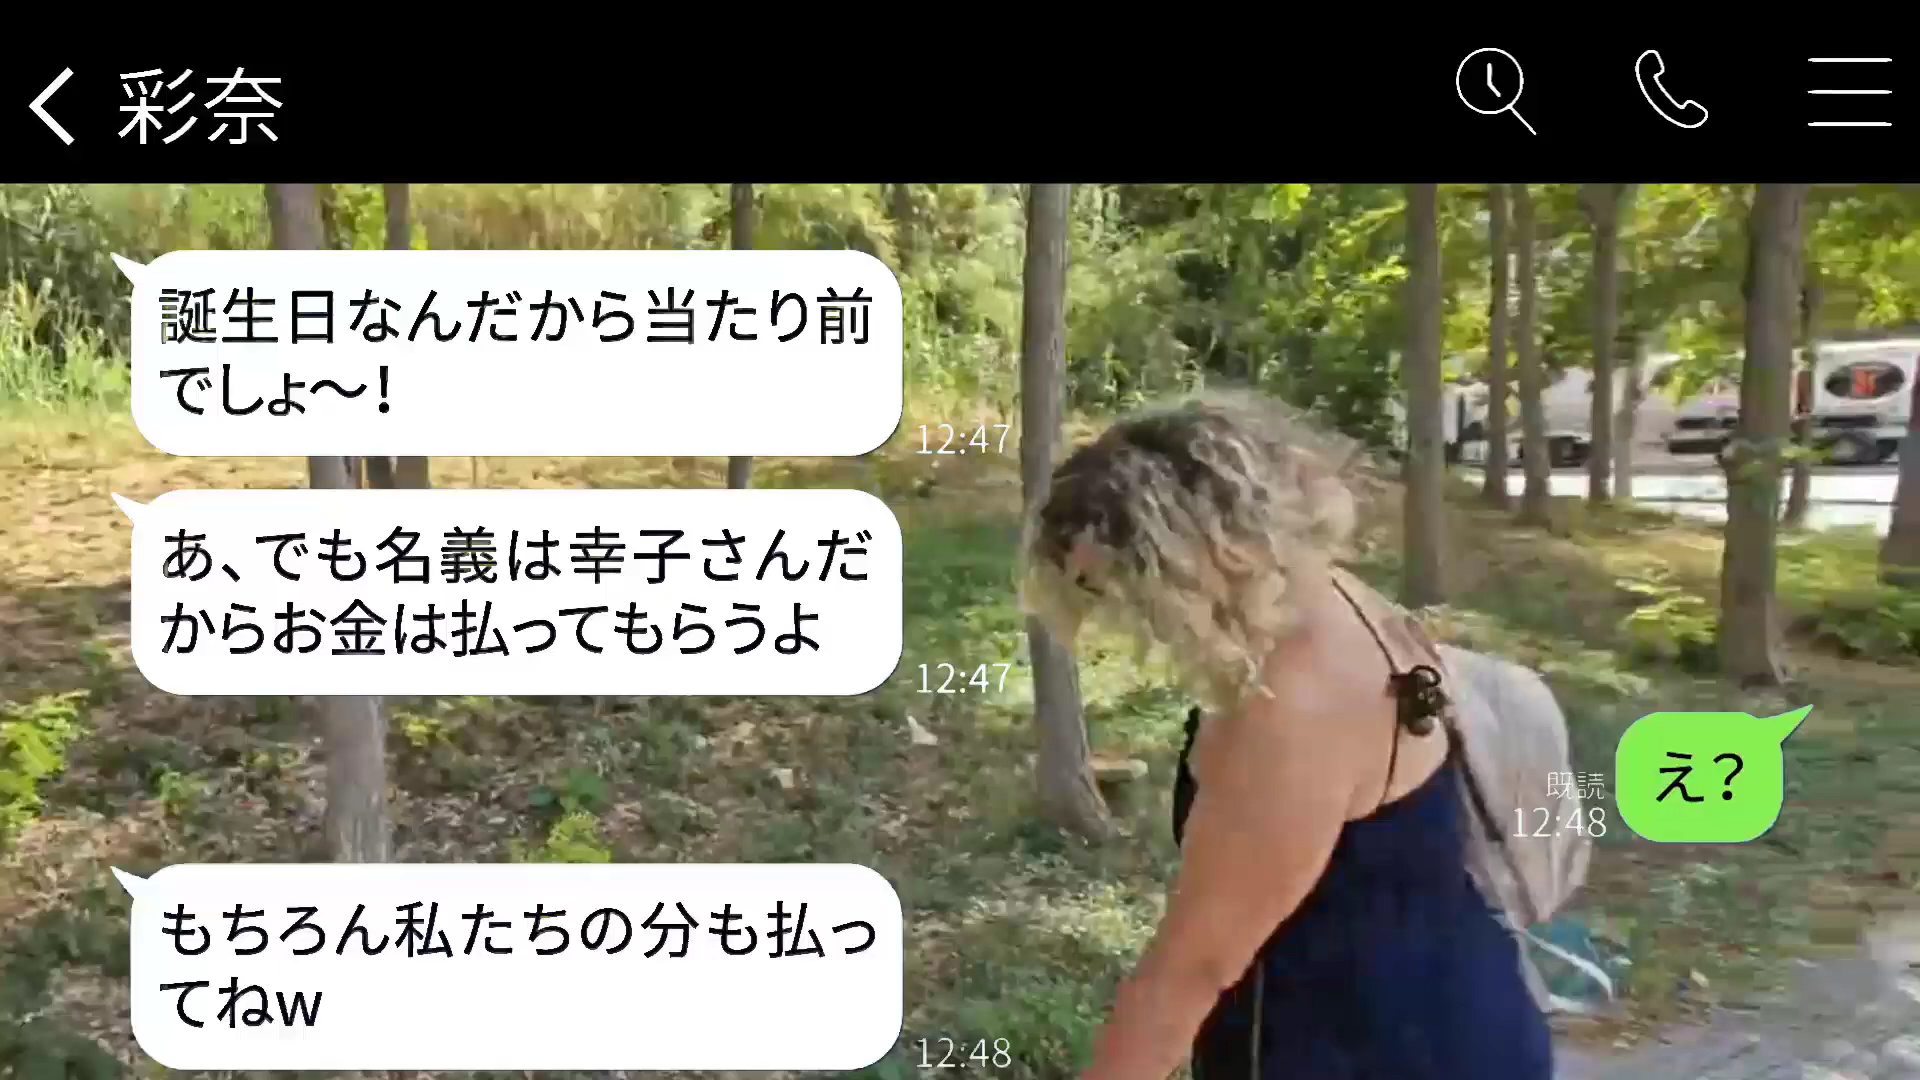 彩奈
誕生日なんだから当たり前
でしょ〜！
12:47
あ、でも名義は幸子さんだ
からお金は払ってもらうよ
12:47
え？
既読
12:48
もちろん私たちの分も払っ
てねw
12:48